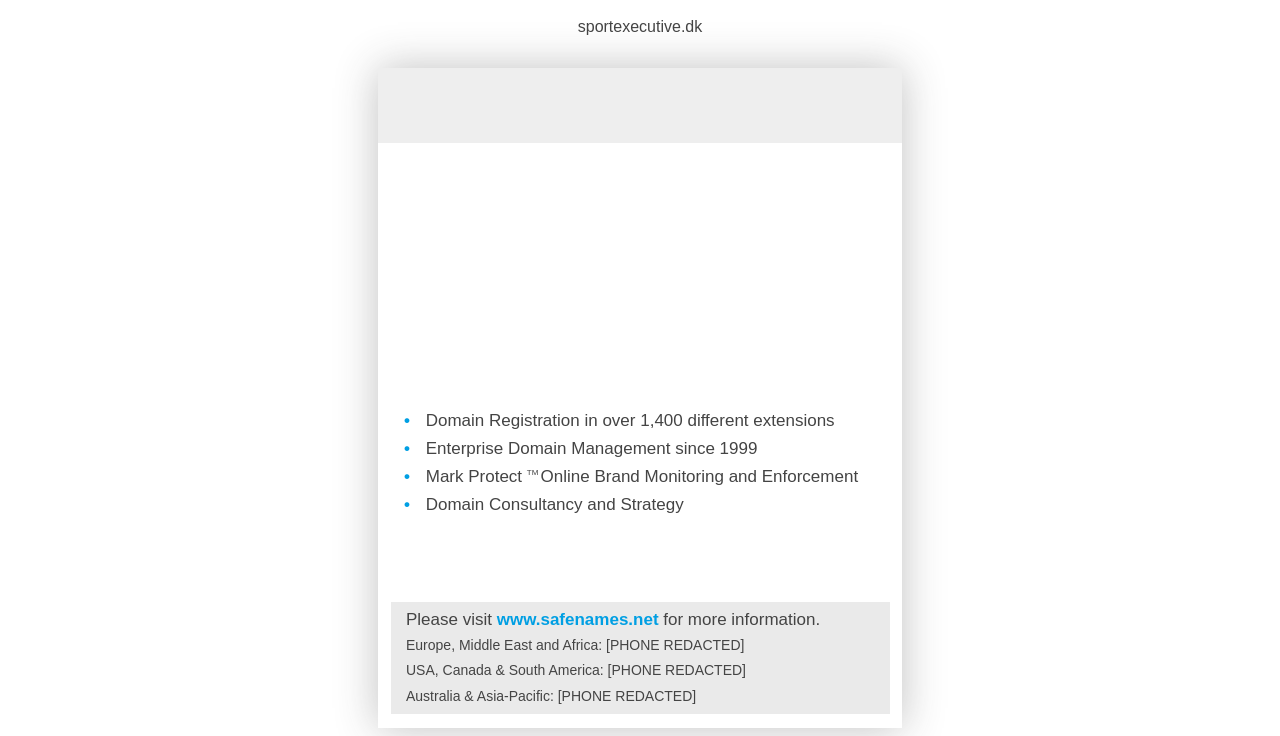 sportexecutive.dk
• Domain Registration in over 1,400 different extensions
• Enterprise Domain Management since 1999
• Mark Protect ™Online Brand Monitoring and Enforcement
• Domain Consultancy and Strategy
Please visit www.safenames.net for more information.
Europe, Middle East and Africa: [PHONE REDACTED]
USA, Canada & South America: [PHONE REDACTED]
Australia & Asia-Pacific: [PHONE REDACTED]